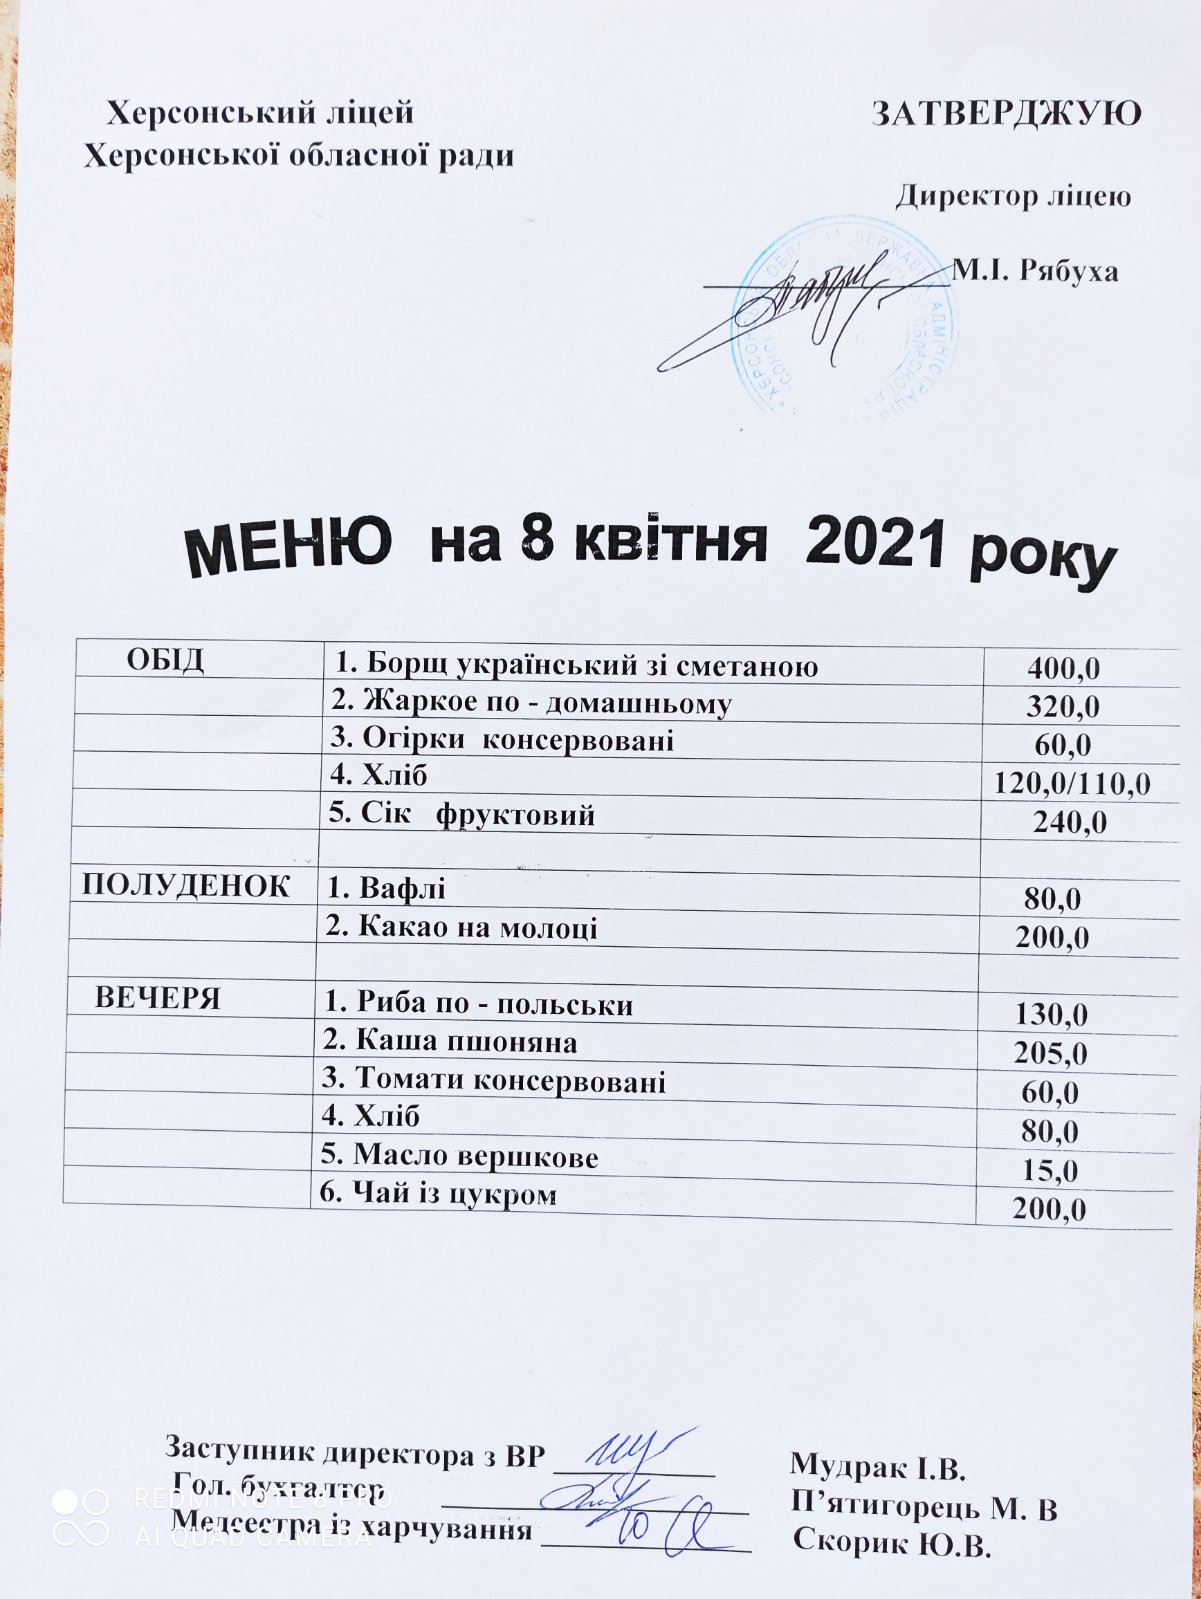 Херсонський ліцей ЗАТВЕРДЖУЮ
Херсонської обласної ради
Директор ліцею
М.І. Рябуха
МЕНЮ на 8 квітня 2021 року
ОБІД 1. Борщ український зі сметаною 400,0
2. Жаркое по - домашньому 320,0
3. Огірки консервовані 60,0
4. Хліб 120,0/110,0
5. Сік фруктовий 240,0
ПОЛУДЕНОК 1. Вафлі 80,0
2. Какао на молоці 200,0
ВЕЧЕРЯ 1. Риба по - польськи 130,0
2. Каша пшоняна 205,0
3. Томати консервовані 60,0
4. Хліб 80,0
5. Масло вершкове 15,0
6. Чай із цукром 200,0
Заступник директора з ВР Мудрак І.В.
Гол. бухгалтер П’ятигорець М. В
Медсестра із харчування Скорик Ю.В.
REDMI NOTE 8 PRO
AI QUAD CAMERA